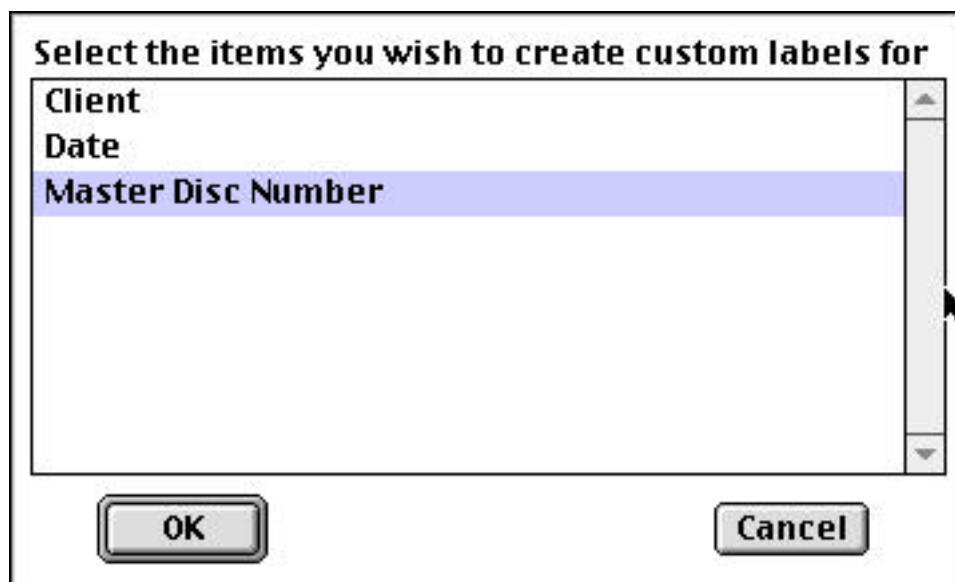 Select the items you wish to create custom labels for
Client
Date
Master Disc Number
OK
Cancel